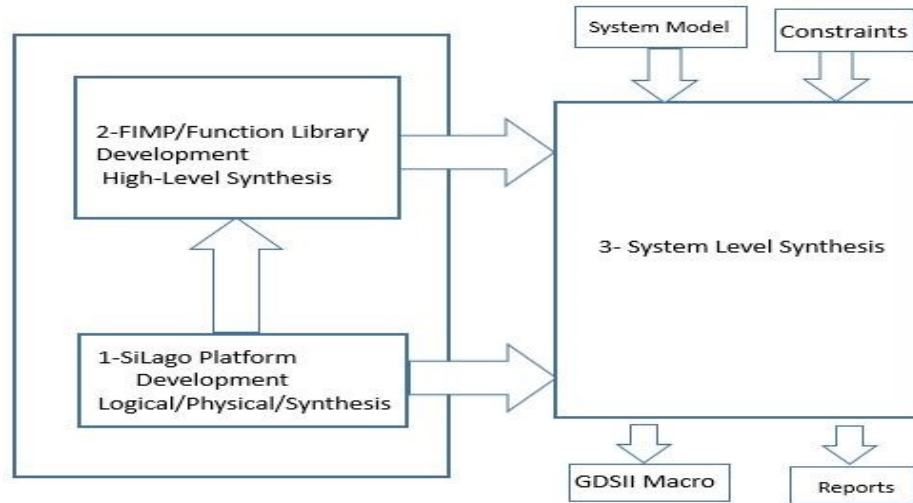 System Model
Constraints
2-FIMP/Function Library
Development
High-Level Synthesis
3- System Level Synthesis
1-SiLago Platform
Development
Logical/Physical/Synthesis
GDSII Macro
Reports